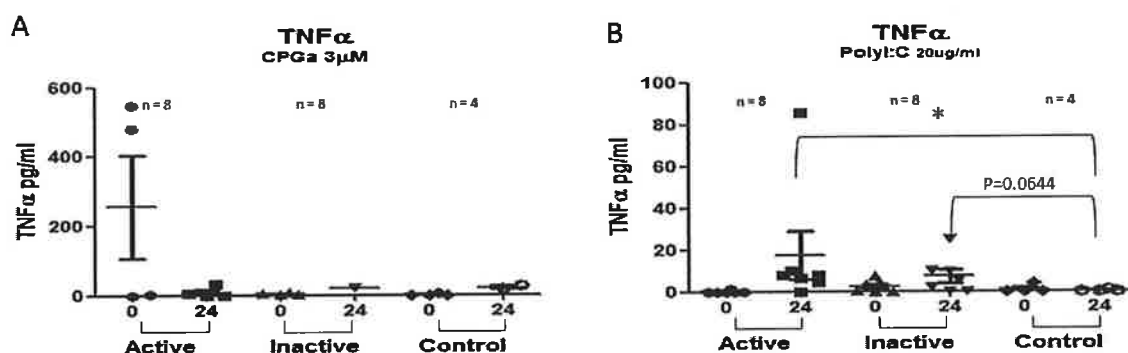 A
TNFα
CPGa 3μM
TNFα pg/ml
600
400
200
0
n = 8
n = 8
n = 4
0
24
0
24
0
24
Active
Inactive
Control
B
TNFα
PolyI:C 20ug/ml
TNFα pg/ml
100
80
60
40
20
0
n = 8
n = 8
n = 4
*
P=0.0644
0
24
0
24
0
24
Active
Inactive
Control